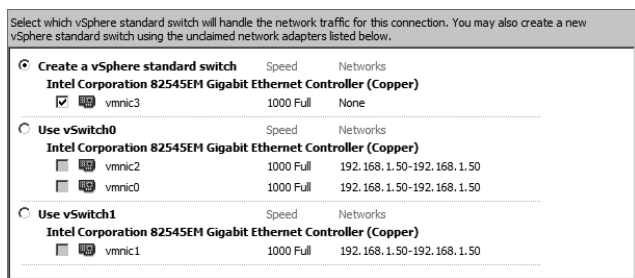 Select which vSphere standard switch will handle the network traffic for this connection. You may also create a new
vSphere standard switch using the unclaimed network adapters listed below.
Create a vSphere standard switch Speed Networks
Intel Corporation 82545EM Gigabit Ethernet Controller (Copper)
vmnic3 1000 Full None
Use vSwitch0 Speed Networks
Intel Corporation 82545EM Gigabit Ethernet Controller (Copper)
vmnic2 1000 Full 192.168.1.50-192.168.1.50
vmnic0 1000 Full 192.168.1.50-192.168.1.50
Use vSwitch1 Speed Networks
Intel Corporation 82545EM Gigabit Ethernet Controller (Copper)
vmnic1 1000 Full 192.168.1.50-192.168.1.50